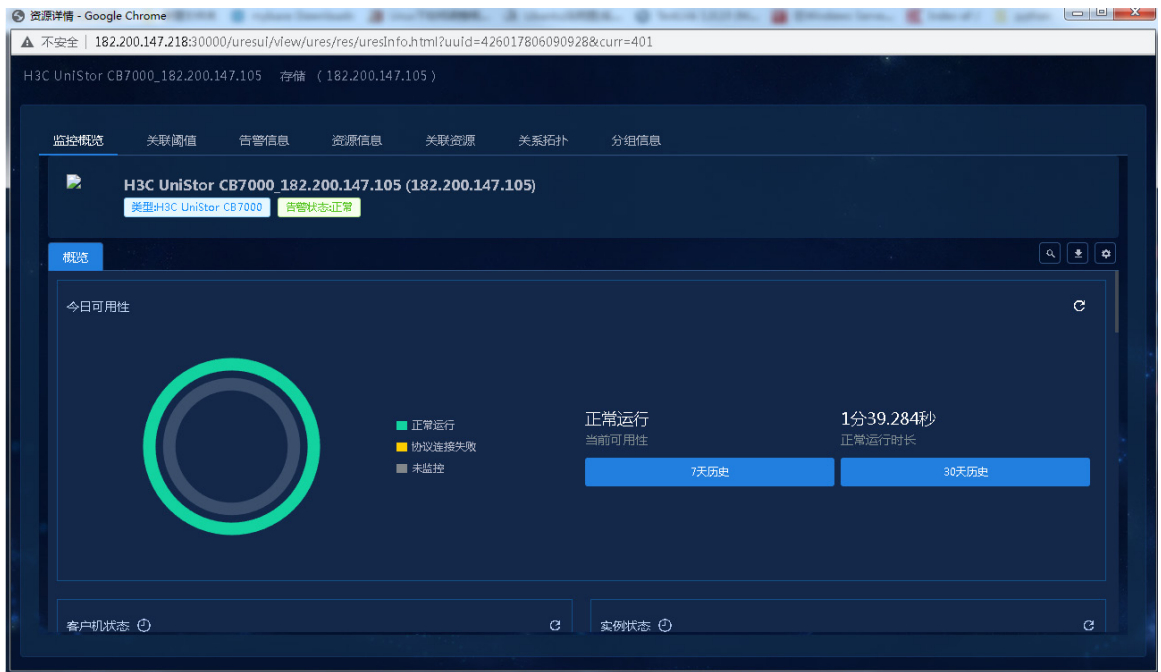 资源详情 - Google Chrome
不安全 | 182.200.147.218:30000/uresui/view/ures/res/uresInfo.html?uuid=426017806090928&curr=401
H3C UniStor CB7000_182.200.147.105 存储 ( 182.200.147.105 )
监控概览 关联阈值 告警信息 资源信息 关联资源 关系拓扑 分组信息
H3C UniStor CB7000_182.200.147.105 (182.200.147.105)
类型:H3C UniStor CB7000 告警状态:正常
概览
今日可用性
正常运行
协议连接失败
未监控
正常运行 1分39.284秒
当前可用性 正常运行时长
7天历史 30天历史
客户机状态 实例状态